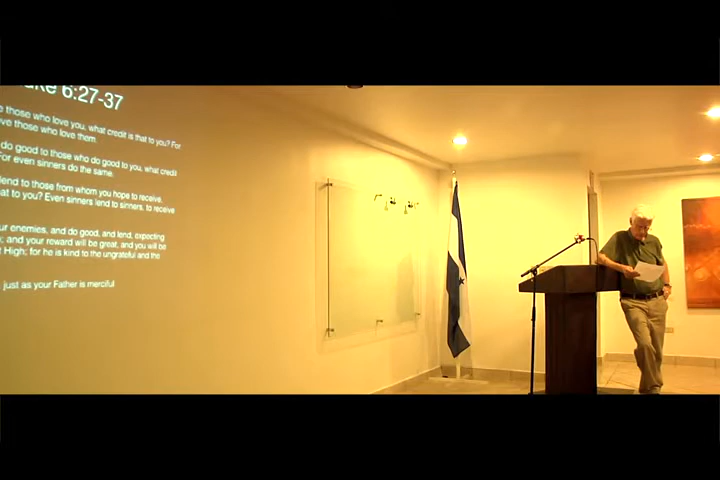 uke 6:27-37
e those who love you, what credit is that to you? For
ve those who love them.
do good to those who do good to you, what credit
For even sinners do the same.
lend to those from whom you hope to receive,
at to you? Even sinners lend to sinners, to receive
ur enemies, and do good, and lend, expecting
; and your reward will be great, and you will be
t High; for he is kind to the ungrateful and the
just as your Father is merciful